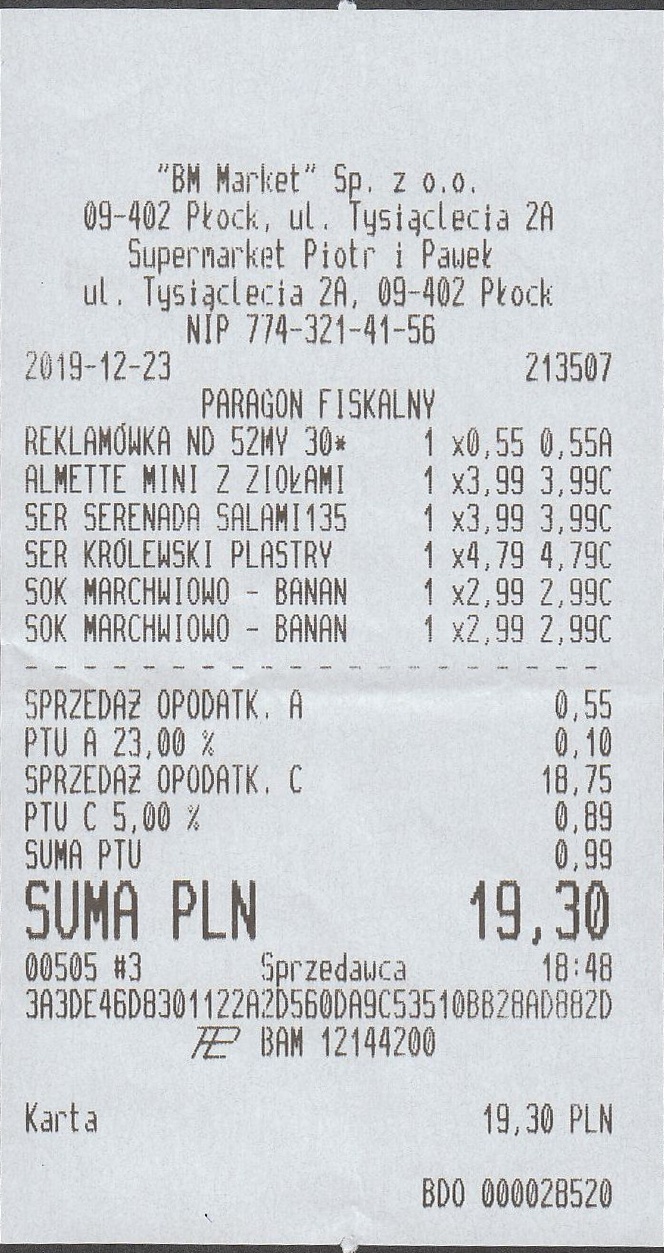 "BM Market" Sp. z o.o.
09-402 Płock, ul. Tysiąclecia 2A
Supermarket Piotr i Paweł
ul. Tysiąclecia 2A, 09-402 Płock
NIP 774-321-41-56
2019-12-23 213507
PARAGON FISKALNY
REKLAMÓWKA ND 52MY 30* 1 x0,55 0,55A
ALMETTE MINI Z ZIOŁAMI 1 x3,99 3,99C
SER SERENADA SALAMI135 1 x3,99 3,99C
SER KRÓLEWSKI PLASTRY 1 x4,79 4,79C
SOK MARCHWIOWO - BANAN 1 x2,99 2,99C
SOK MARCHWIOWO - BANAN 1 x2,99 2,99C
SPRZEDAŻ OPODATK. A 0,55
PTU A 23,00 % 0,10
SPRZEDAŻ OPODATK. C 18,75
PTU C 5,00 % 0,89
SUMA PTU 0,99
SUMA PLN 19,30
00505 #3 Sprzedawca 18:48
3A3DE46D8301122A2D560DA9C53510BB28AD882D
BAM 12144200
Karta 19,30 PLN
BDO 000028520